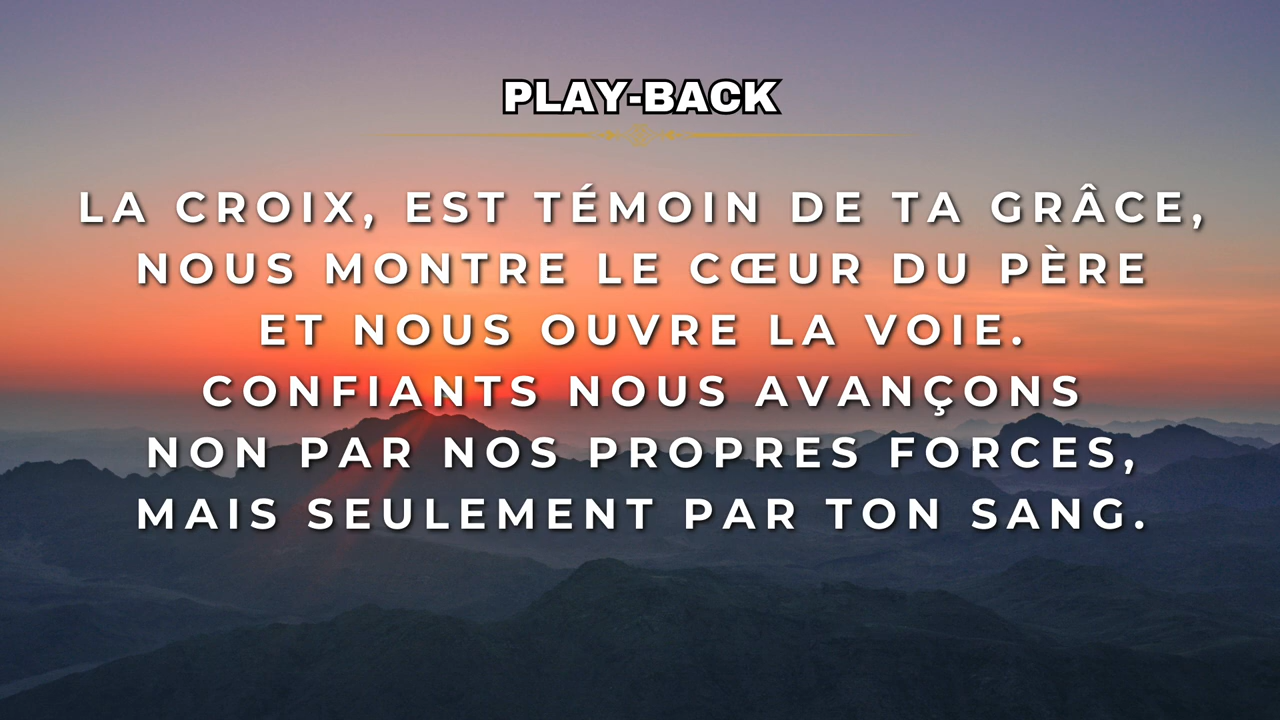 PLAY-BACK
LA CROIX, EST TÉMOIN DE TA GRÂCE,
NOUS MONTRE LE CŒUR DU PÈRE
ET NOUS OUVRE LA VOIE.
CONFIANTS NOUS AVANÇONS
NON PAR NOS PROPRES FORCES,
MAIS SEULEMENT PAR TON SANG.